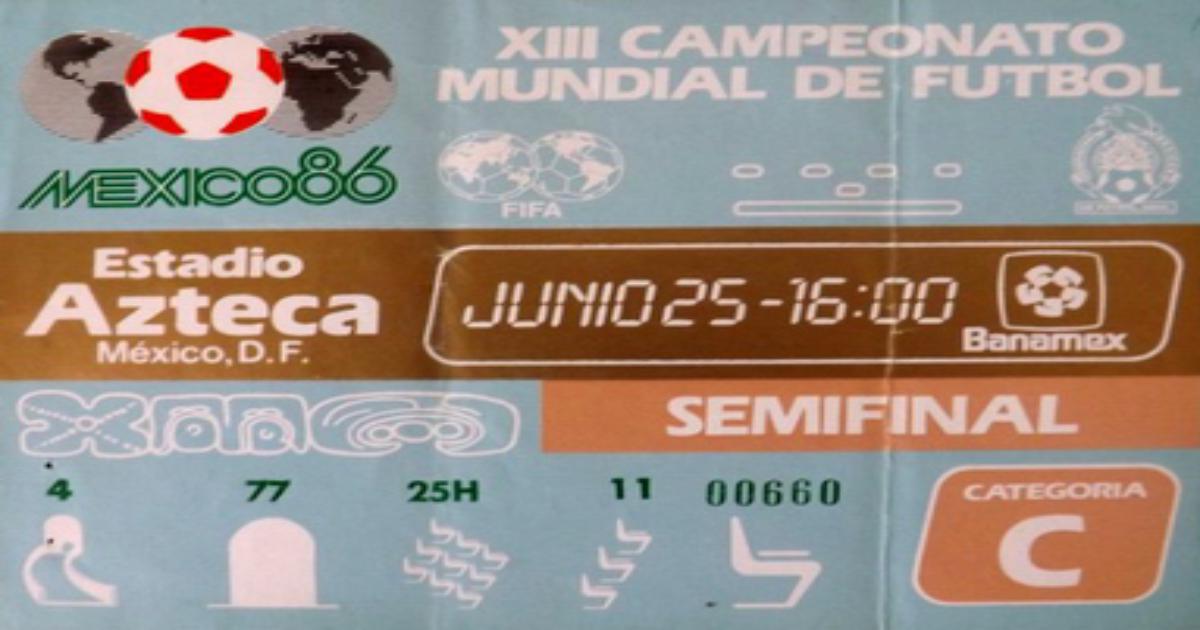 XIII CAMPEONATO
MUNDIAL DE FUTBOL
MEXICO86
FIFA
Estadio
Azteca
México, D.F.
JUNIO 25 - 16:00
Banamex
SEMIFINAL
4 77 25H 11 00660
CATEGORIA
C